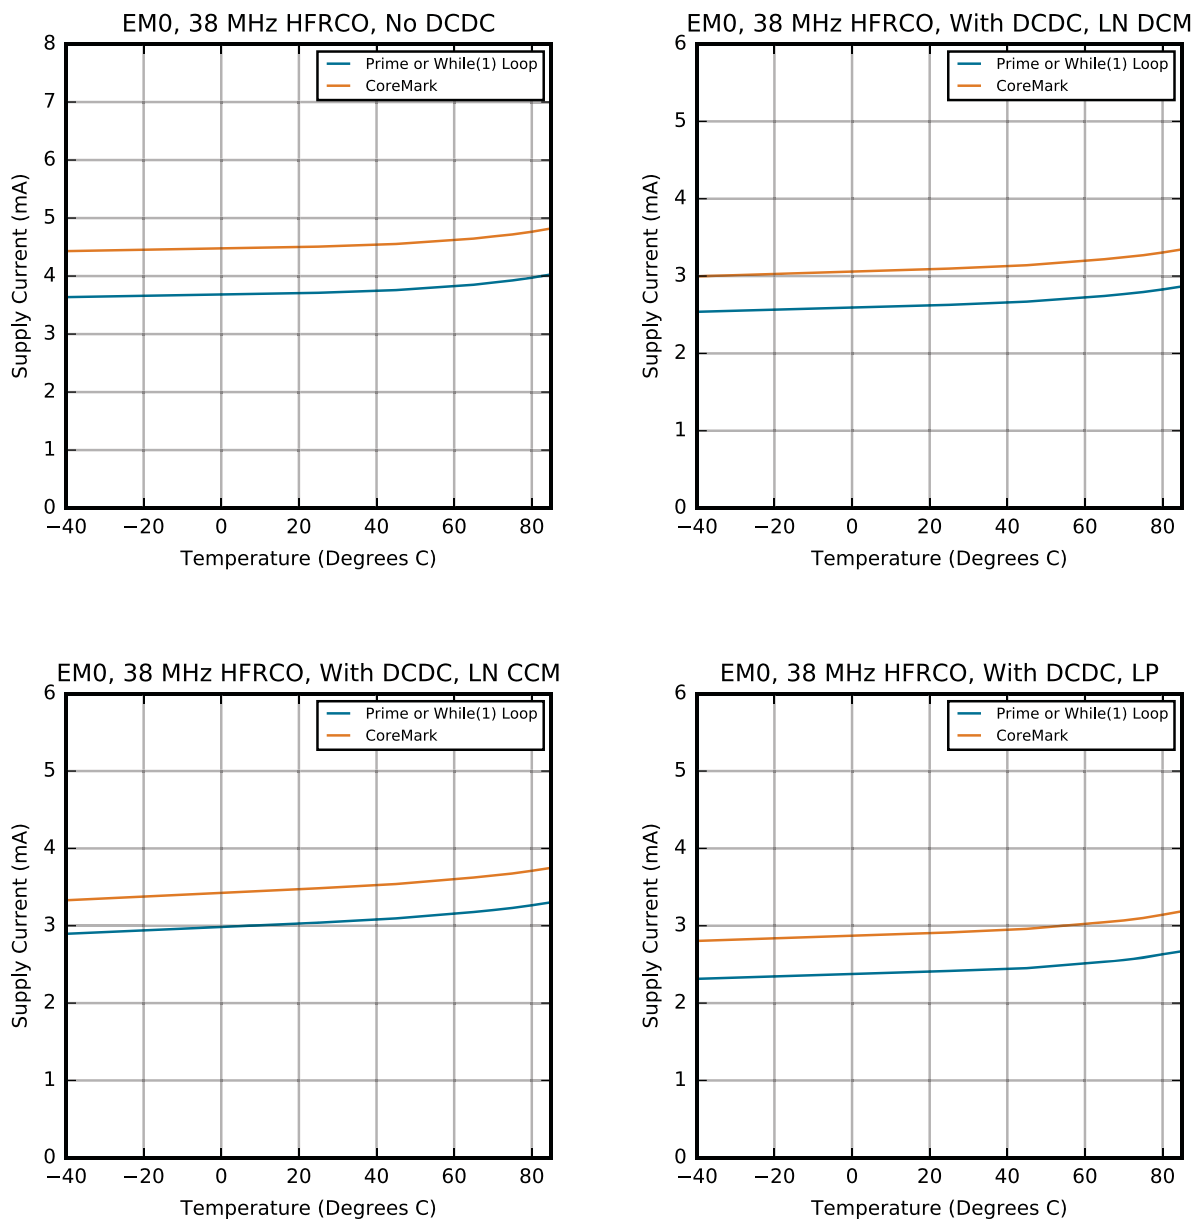 EM0, 38 MHz HFRCO, No DCDC
8
7
6
5
4
3
2
1
0
Supply Current (mA)
Prime or While(1) Loop
CoreMark
−40 −20 0 20 40 60 80
Temperature (Degrees C)
EM0, 38 MHz HFRCO, With DCDC, LN DCM
6
5
4
3
2
1
0
Supply Current (mA)
Prime or While(1) Loop
CoreMark
−40 −20 0 20 40 60 80
Temperature (Degrees C)
EM0, 38 MHz HFRCO, With DCDC, LN CCM
6
5
4
3
2
1
0
Supply Current (mA)
Prime or While(1) Loop
CoreMark
−40 −20 0 20 40 60 80
Temperature (Degrees C)
EM0, 38 MHz HFRCO, With DCDC, LP
6
5
4
3
2
1
0
Supply Current (mA)
Prime or While(1) Loop
CoreMark
−40 −20 0 20 40 60 80
Temperature (Degrees C)